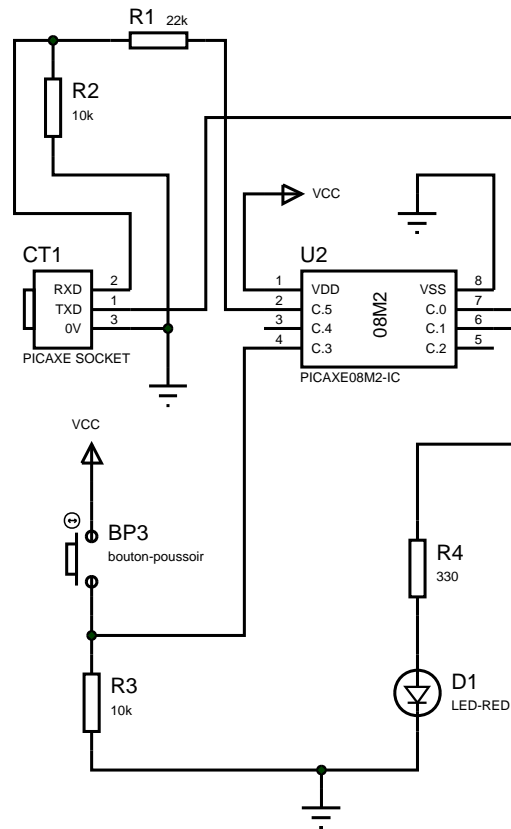 R1 22k
R2
10k
VCC
CT1
U2
RXD 2
TXD 1
0V 3
PICAXE SOCKET
1 VDD
2 C.5
3 C.4
4 C.3
08M2
VSS 8
C.0 7
C.1 6
C.2 5
PICAXE08M2-IC
VCC
BP3
bouton-poussoir
R4
330
R3
10k
D1
LED-RED